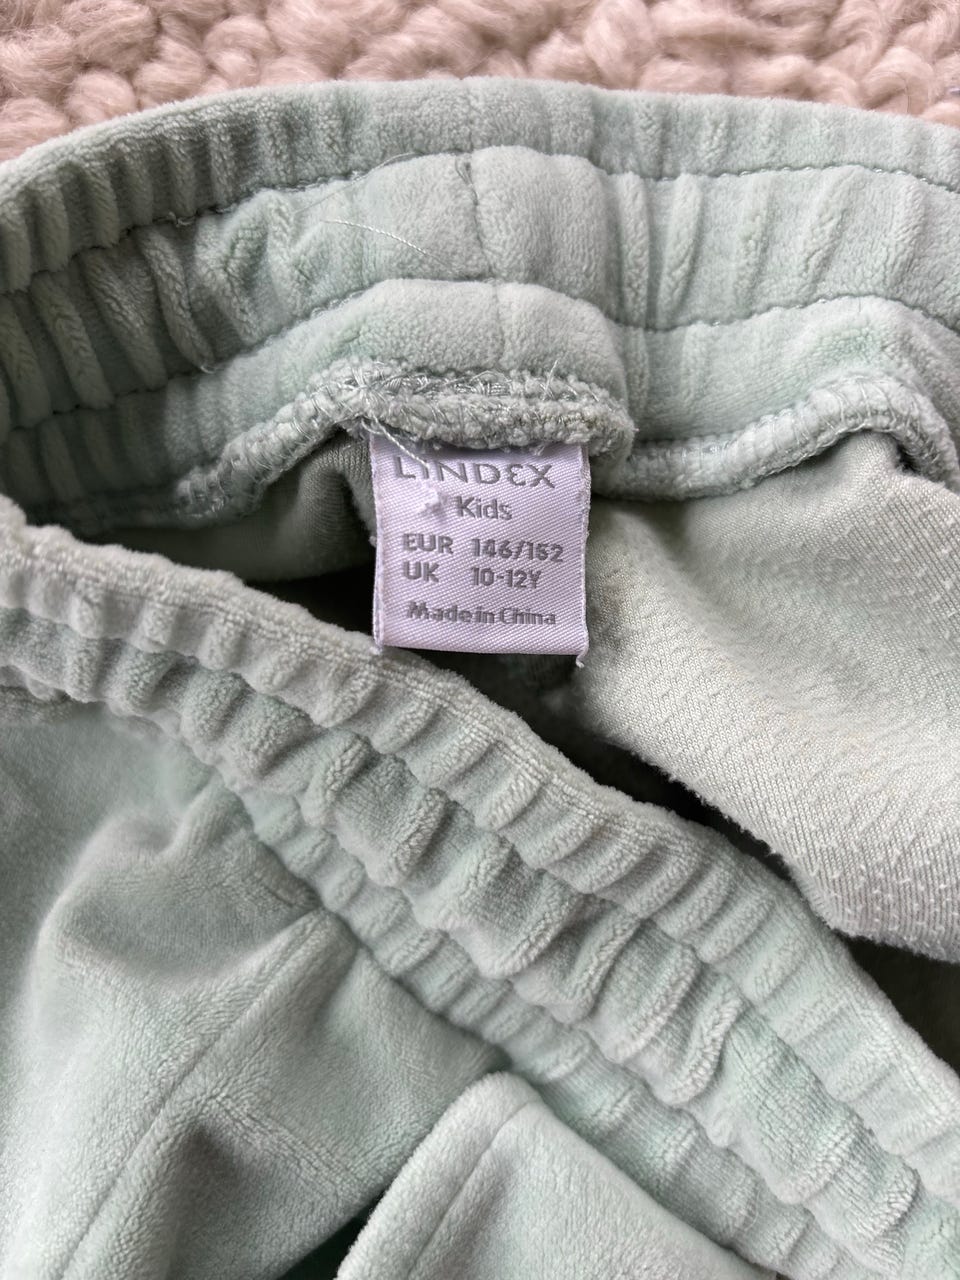 LINDEX
Kids
EUR 146/152
UK 10-12Y
Made in China